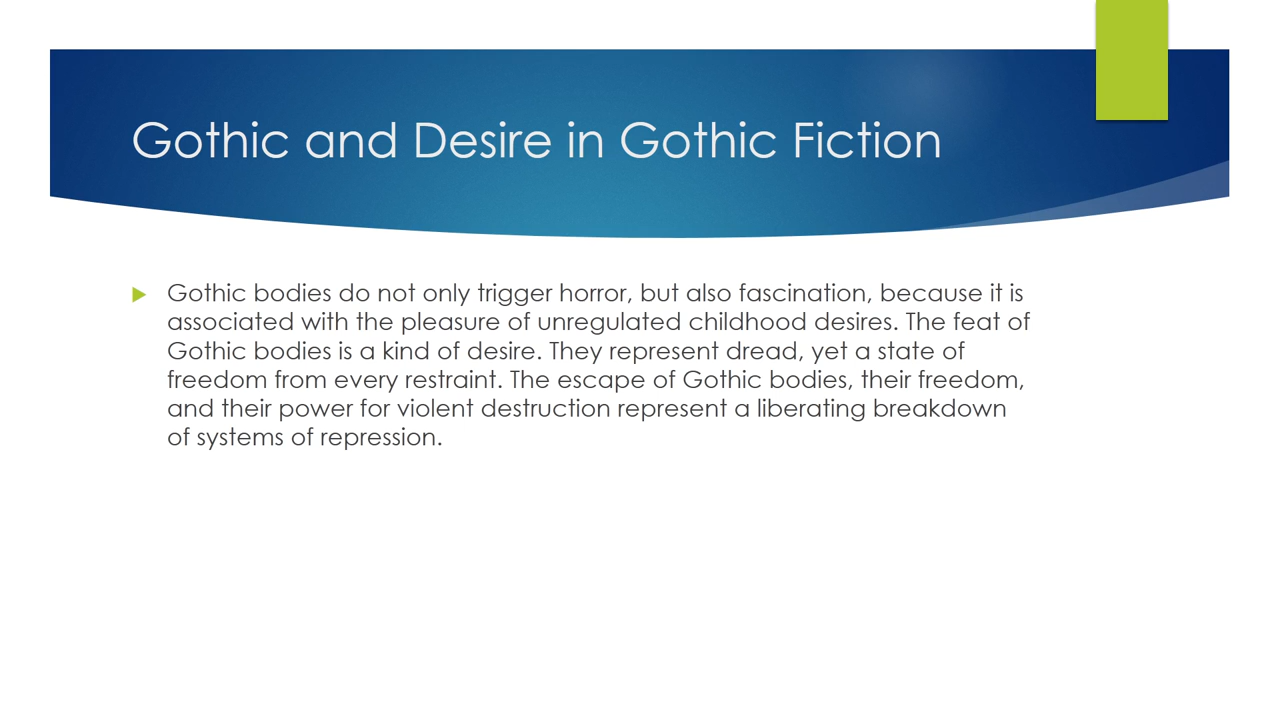 Gothic and Desire in Gothic Fiction
Gothic bodies do not only trigger horror, but also fascination, because it is
associated with the pleasure of unregulated childhood desires. The feat of
Gothic bodies is a kind of desire. They represent dread, yet a state of
freedom from every restraint. The escape of Gothic bodies, their freedom,
and their power for violent destruction represent a liberating breakdown
of systems of repression.